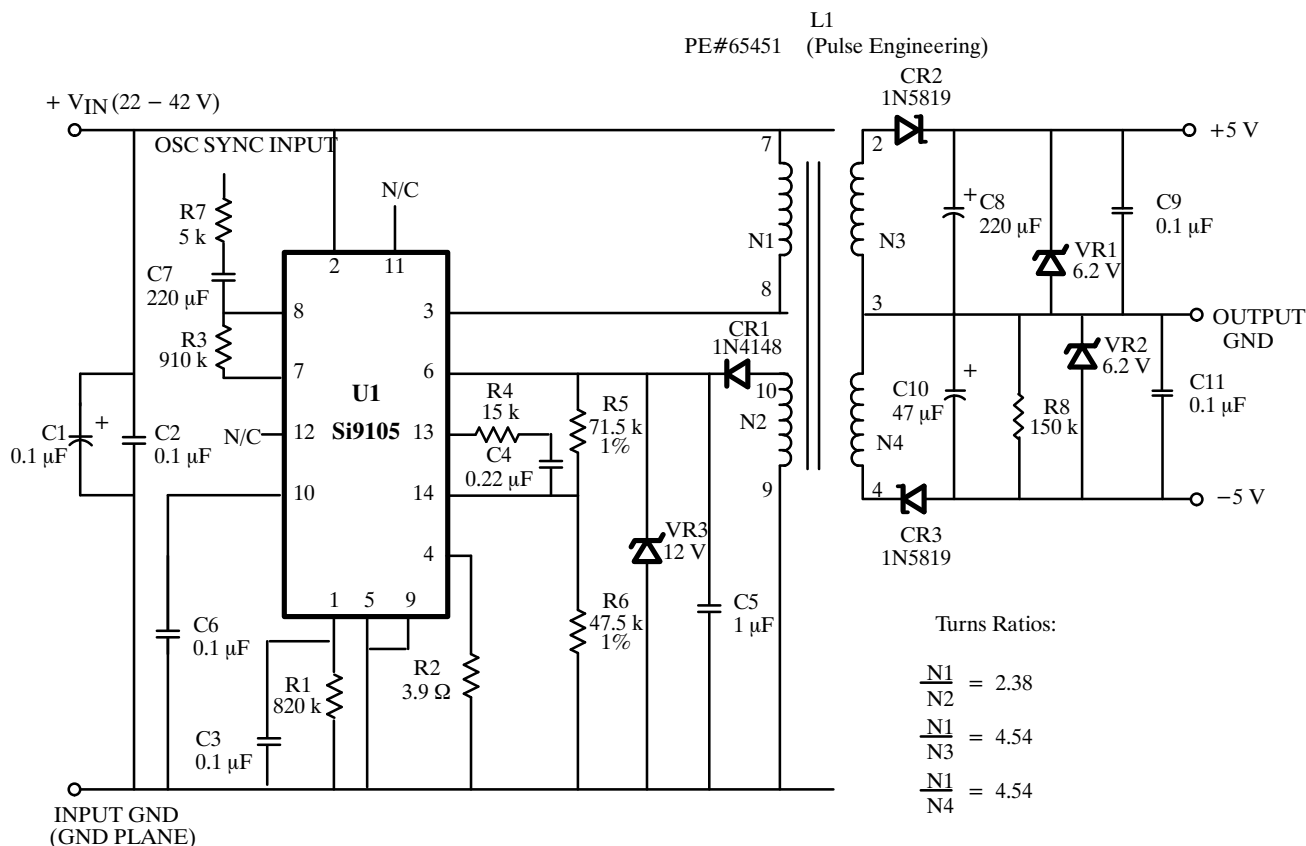 L1
PE#65451 (Pulse Engineering)
CR2
1N5819
+ VIN (22 – 42 V)
+5 V
OSC SYNC INPUT
7
2
N/C
R7
5 k
+
C8
220 µF
C9
0.1 µF
N1
N3
VR1
6.2 V
2
11
C7
220 µF
8
8
3
3
OUTPUT
GND
R3
910 k
CR1
1N4148
VR2
6.2 V
7
6
10
+
R4
15 k
R5
71.5 k
1%
N2
C10
47 µF
C11
0.1 µF
U1
Si9105
R8
150 k
N4
C1
0.1 µF
+
C2
0.1 µF
N/C
12
13
C4
0.22 µF
10
14
9
4
−5 V
VR3
12 V
CR3
1N5819
4
1
5
9
R6
47.5 k
1%
C5
1 µF
C6
0.1 µF
Turns Ratios:
R1
820 k
R2
3.9 Ω
N1
N2
= 2.38
C3
0.1 µF
N1
N3
= 4.54
N1
N4
= 4.54
INPUT GND
(GND PLANE)